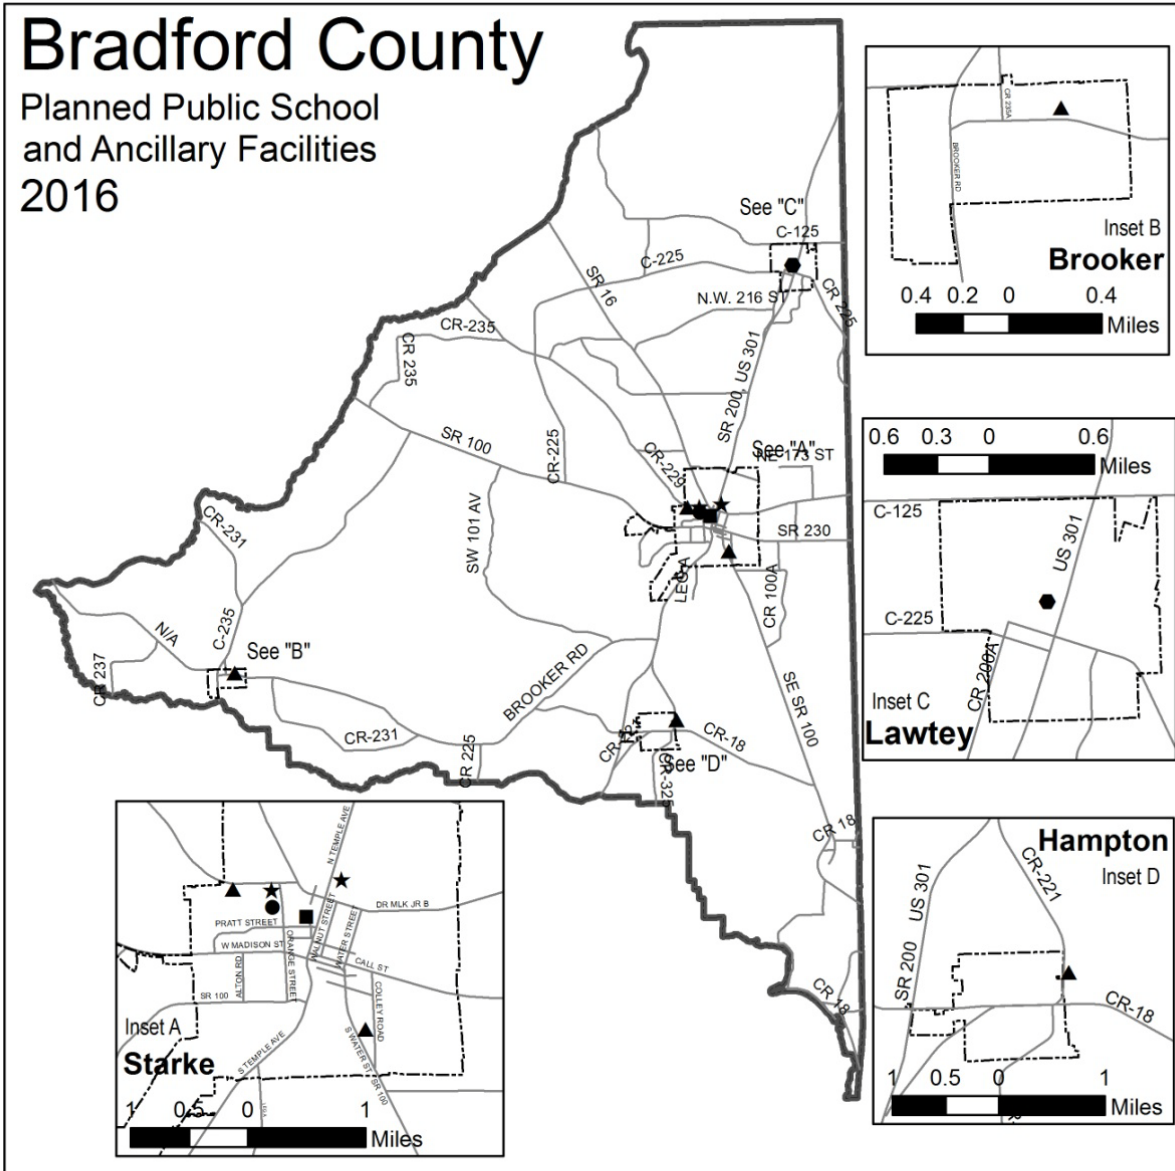 Bradford County
Planned Public School
and Ancillary Facilities
2016
See "C"
C-125
C-225
SR 16
N.W. 216 ST
CR 225
CR-235
CR 235
SR 200, US 301
SR 100
CR-225
CR-229
See "A"
NE 173 ST
SW 101 AV
SR 230
CR-231
LEGIA
CR 100A
C-235
N/A
See "B"
CR 237
BROOKER RD
SE SR 100
CR-231
CR 225
CR-18
See "D"
CR-325
CR 18
CR 18
CR 235A
BROOKER RD
Inset B
Brooker
0.4 0.2 0 0.4
Miles
0.6 0.3 0 0.6
Miles
C-125
US 301
C-225
CR 200A
Inset C
Lawtey
Hampton
Inset D
US 301
CR-221
SR 200
CR-18
1 0.5 0 1
Miles
N TEMPLE AVE
DR MLK JR B
PRATT STREET
WALNUT STREET
WATER STREET
W MADISON ST
ORANGE STREET
CALL ST
ALTON RD
SR 100
COLLEY ROAD
Inset A
Starke
S TEMPLE AVE
S WATER ST
SR 100
1 0.5 0 1
Miles